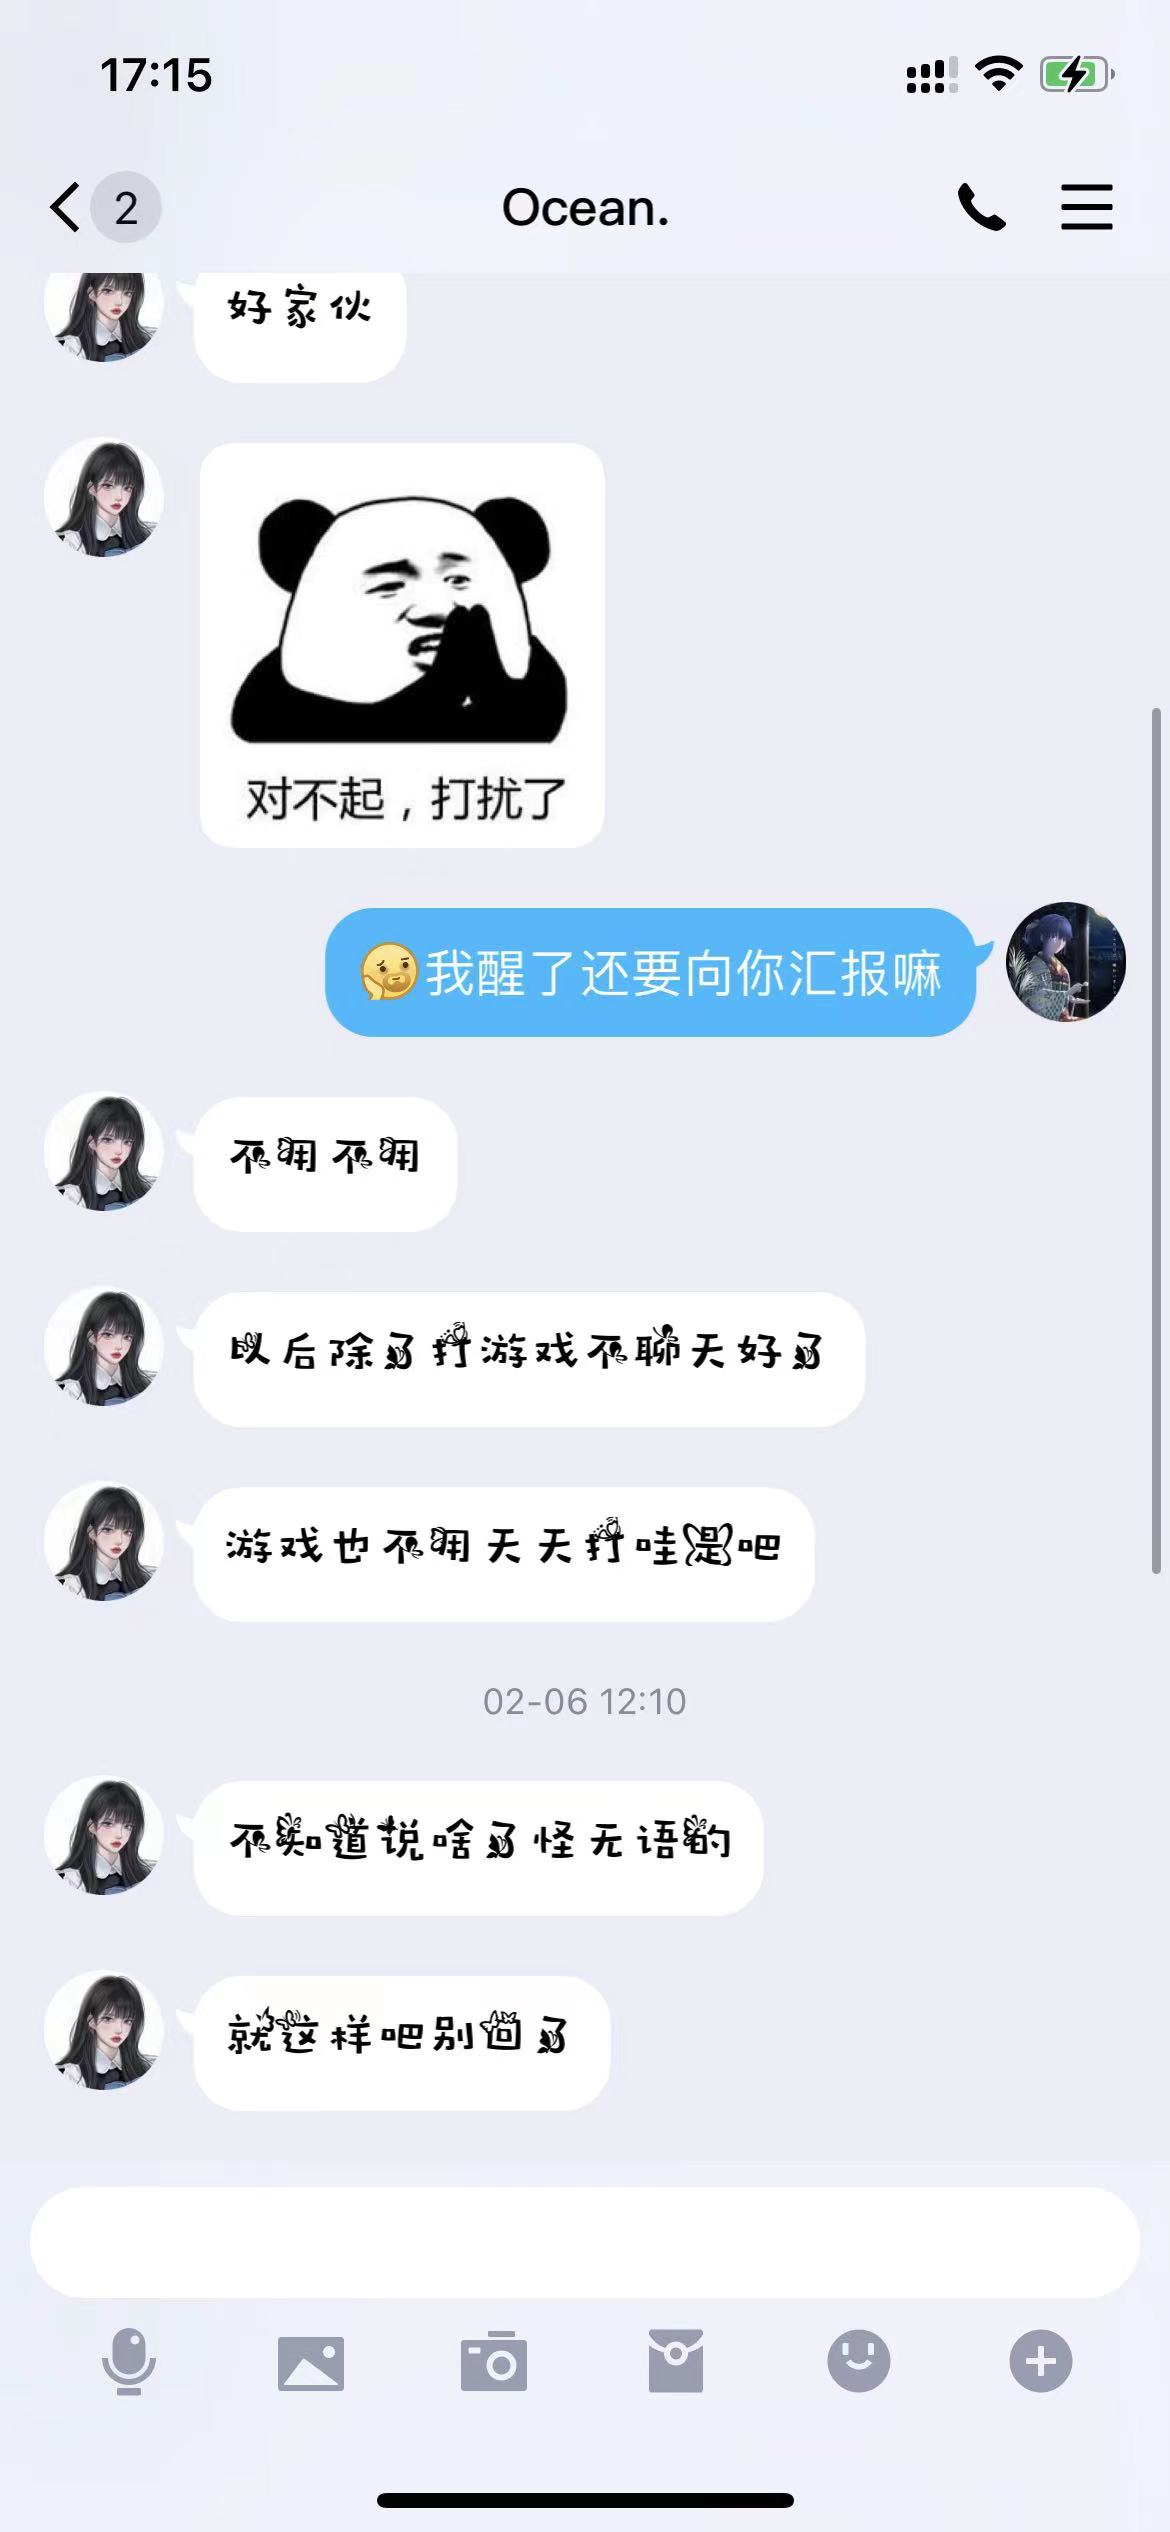 17:15
2
Ocean.
好家伙
对不起，打扰了
我醒了还要向你汇报嘛
不用不用
以后除了打游戏不聊天好了
游戏也不用天天打哇是吧
02-06 12:10
不知道说啥了怪无语的
就这样吧别回了